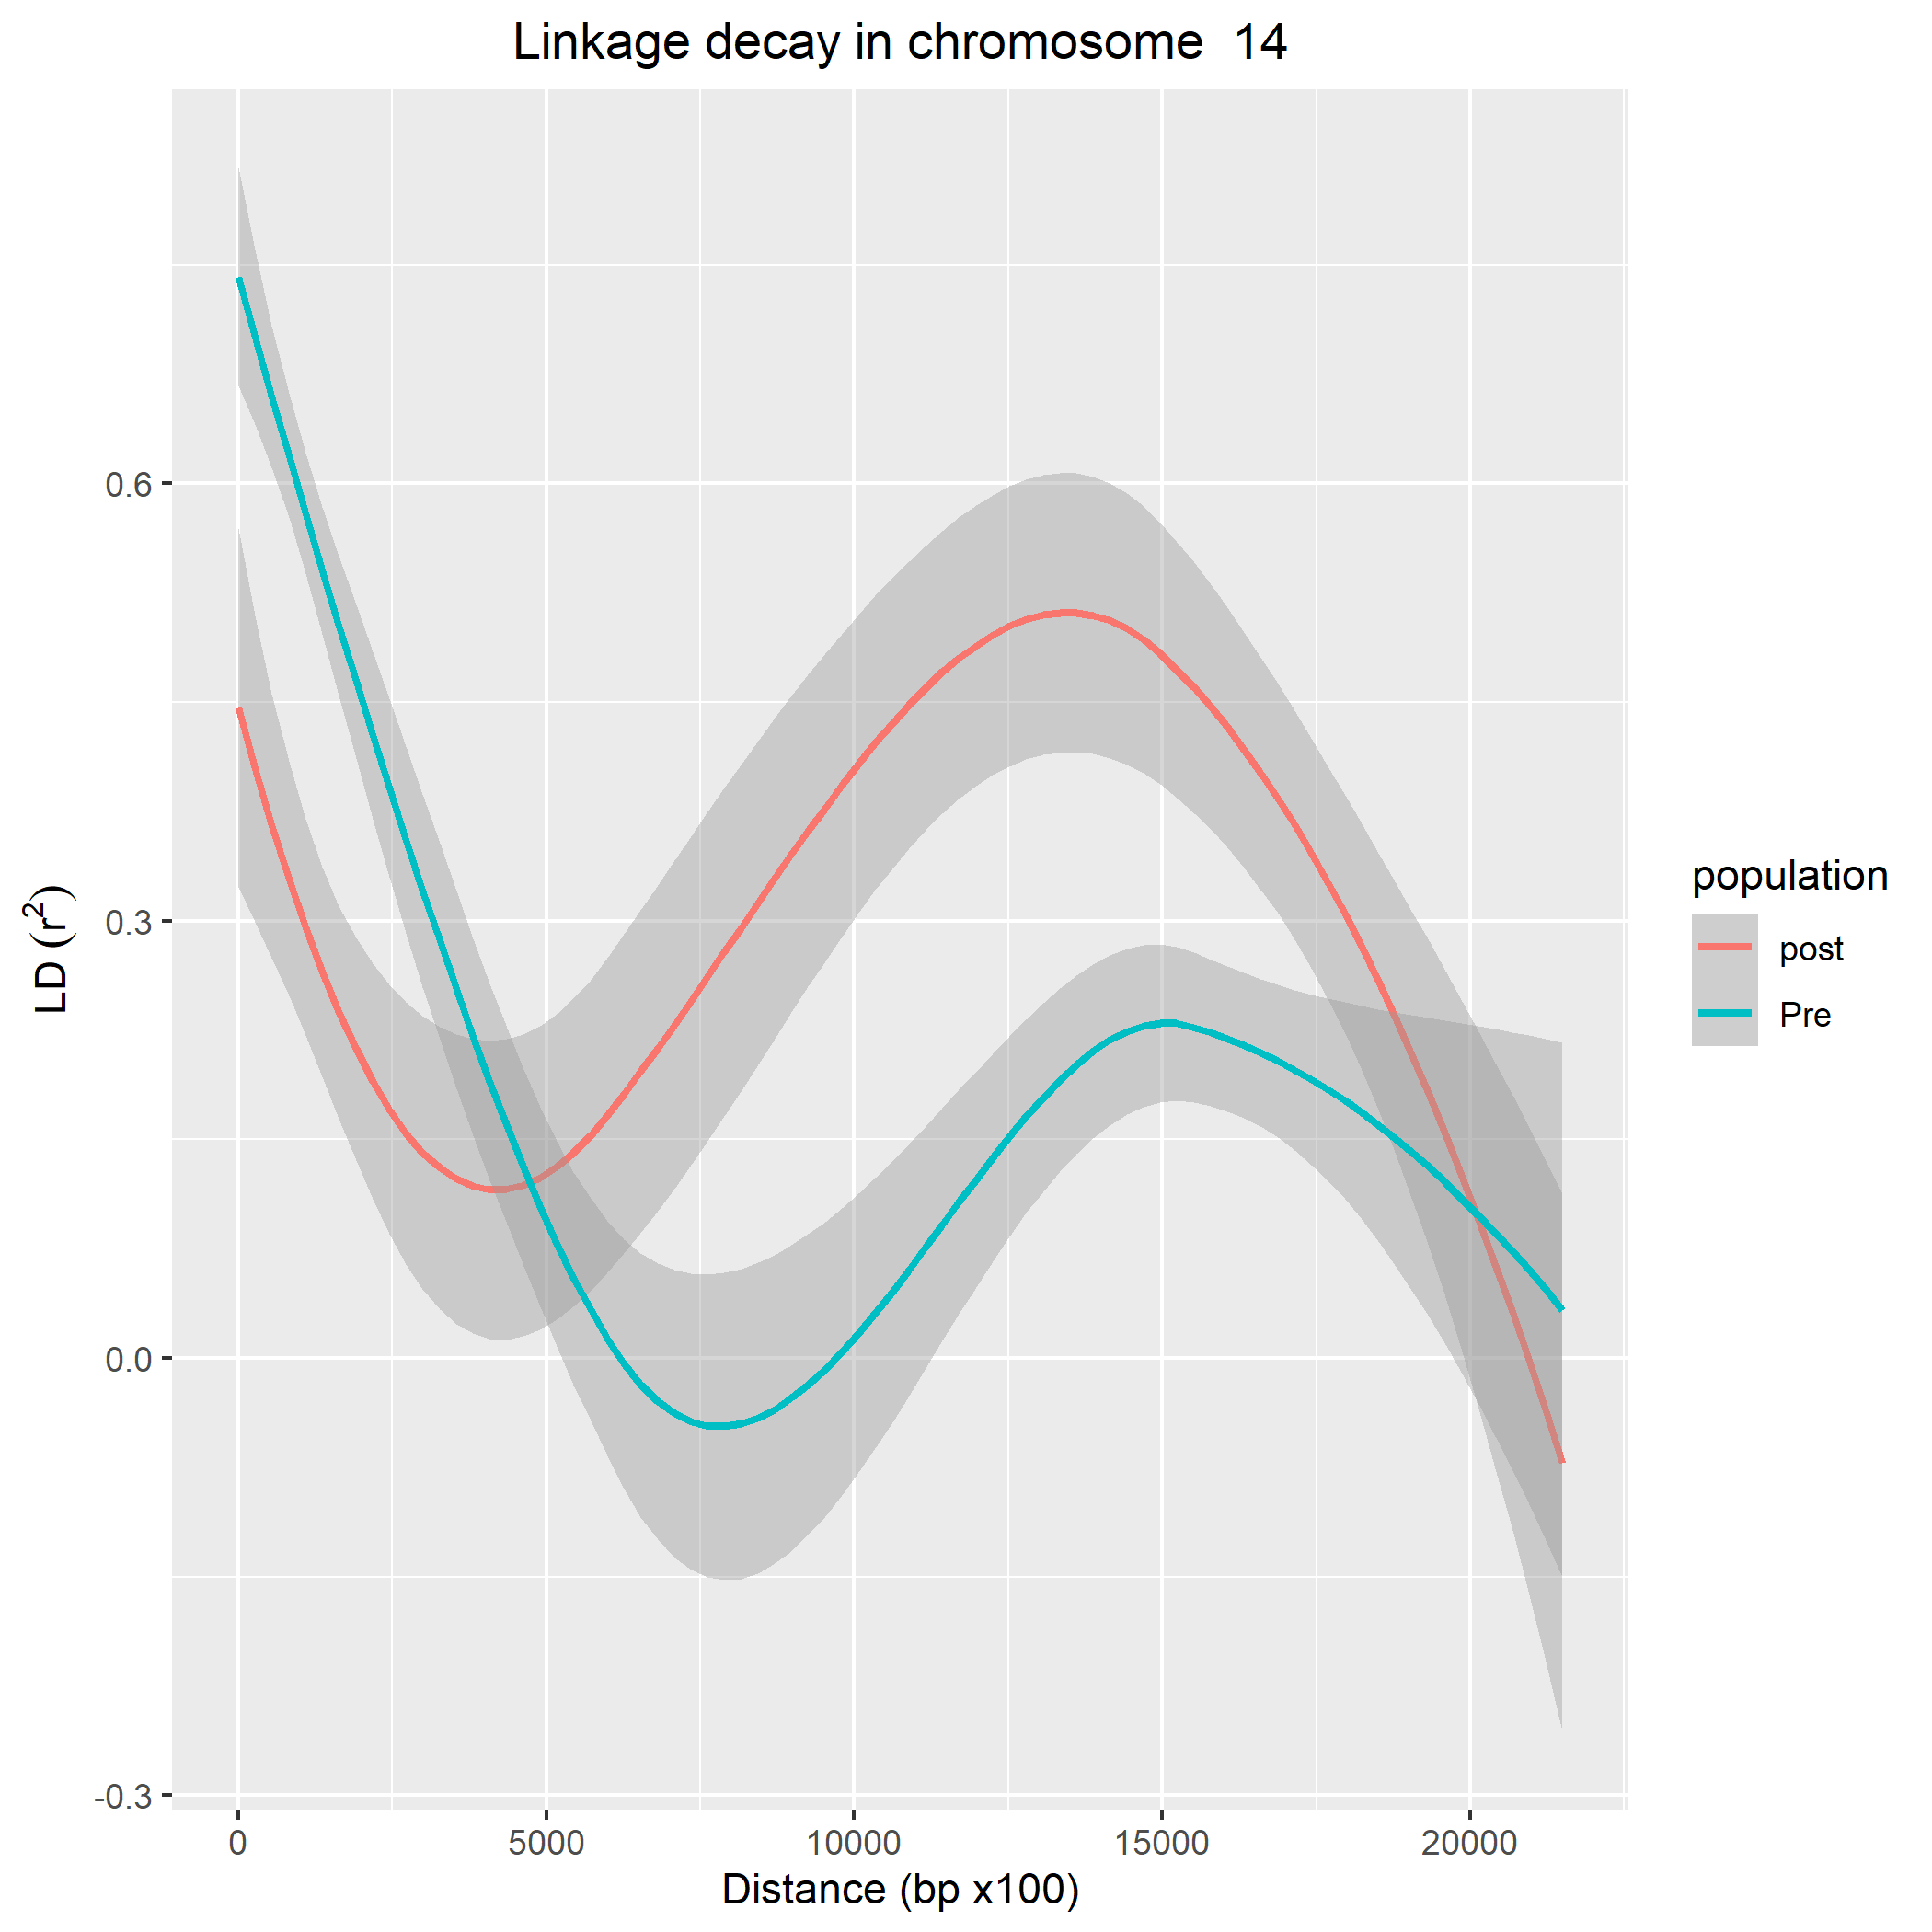 Linkage decay in chromosome  14
LD (r²)
0.6
0.3
0.0
-0.3
0 5000 10000 15000 20000
Distance (bp x100)
population
post
Pre